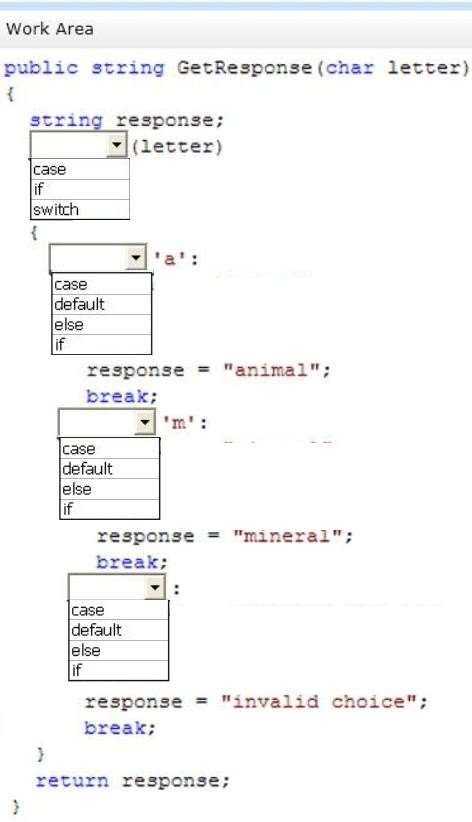 Work Area
public string GetResponse(char letter)
{
string response;
(letter)
case
if
switch
{
'a':
case
default
else
if
response = "animal";
break;
'm':
case
default
else
if
response = "mineral";
break;
:
case
default
else
if
response = "invalid choice";
break;
}
return response;
}